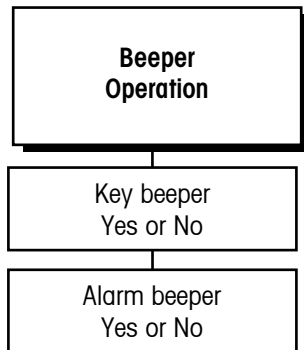 Beeper
Operation
Key beeper
Yes or No
Alarm beeper
Yes or No